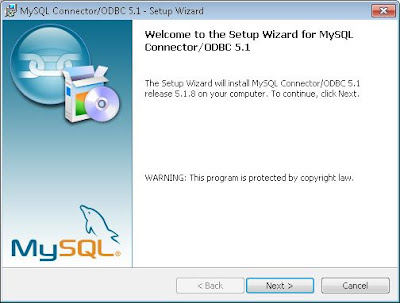 MySQL Connector/ODBC 5.1 - Setup Wizard
Welcome to the Setup Wizard for MySQL
Connector/ODBC 5.1
The Setup Wizard will install MySQL Connector/ODBC 5.1
release 5.1.8 on your computer. To continue, click Next.
WARNING: This program is protected by copyright law.
MySQL®
< Back
Next >
Cancel